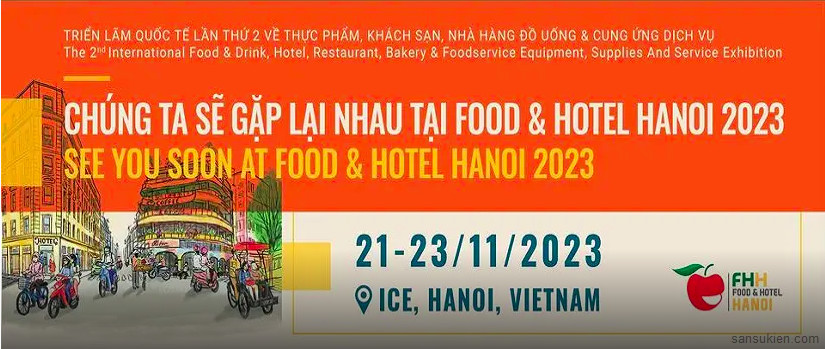 TRIỂN LÃM QUỐC TẾ LẦN THỨ 2 VỀ THỰC PHẨM, KHÁCH SẠN, NHÀ HÀNG ĐỒ UỐNG & CUNG ỨNG DỊCH VỤ
The 2nd International Food & Drink, Hotel, Restaurant, Bakery & Foodservice Equipment, Supplies And Service Exhibition
CHÚNG TA SẼ GẶP LẠI NHAU TẠI FOOD & HOTEL HANOI 2023
SEE YOU SOON AT FOOD & HOTEL HANOI 2023
HOTEL
21-23/11/2023
ICE, HANOI, VIETNAM
FHH
FOOD & HOTEL
HANOI
sansukien.com